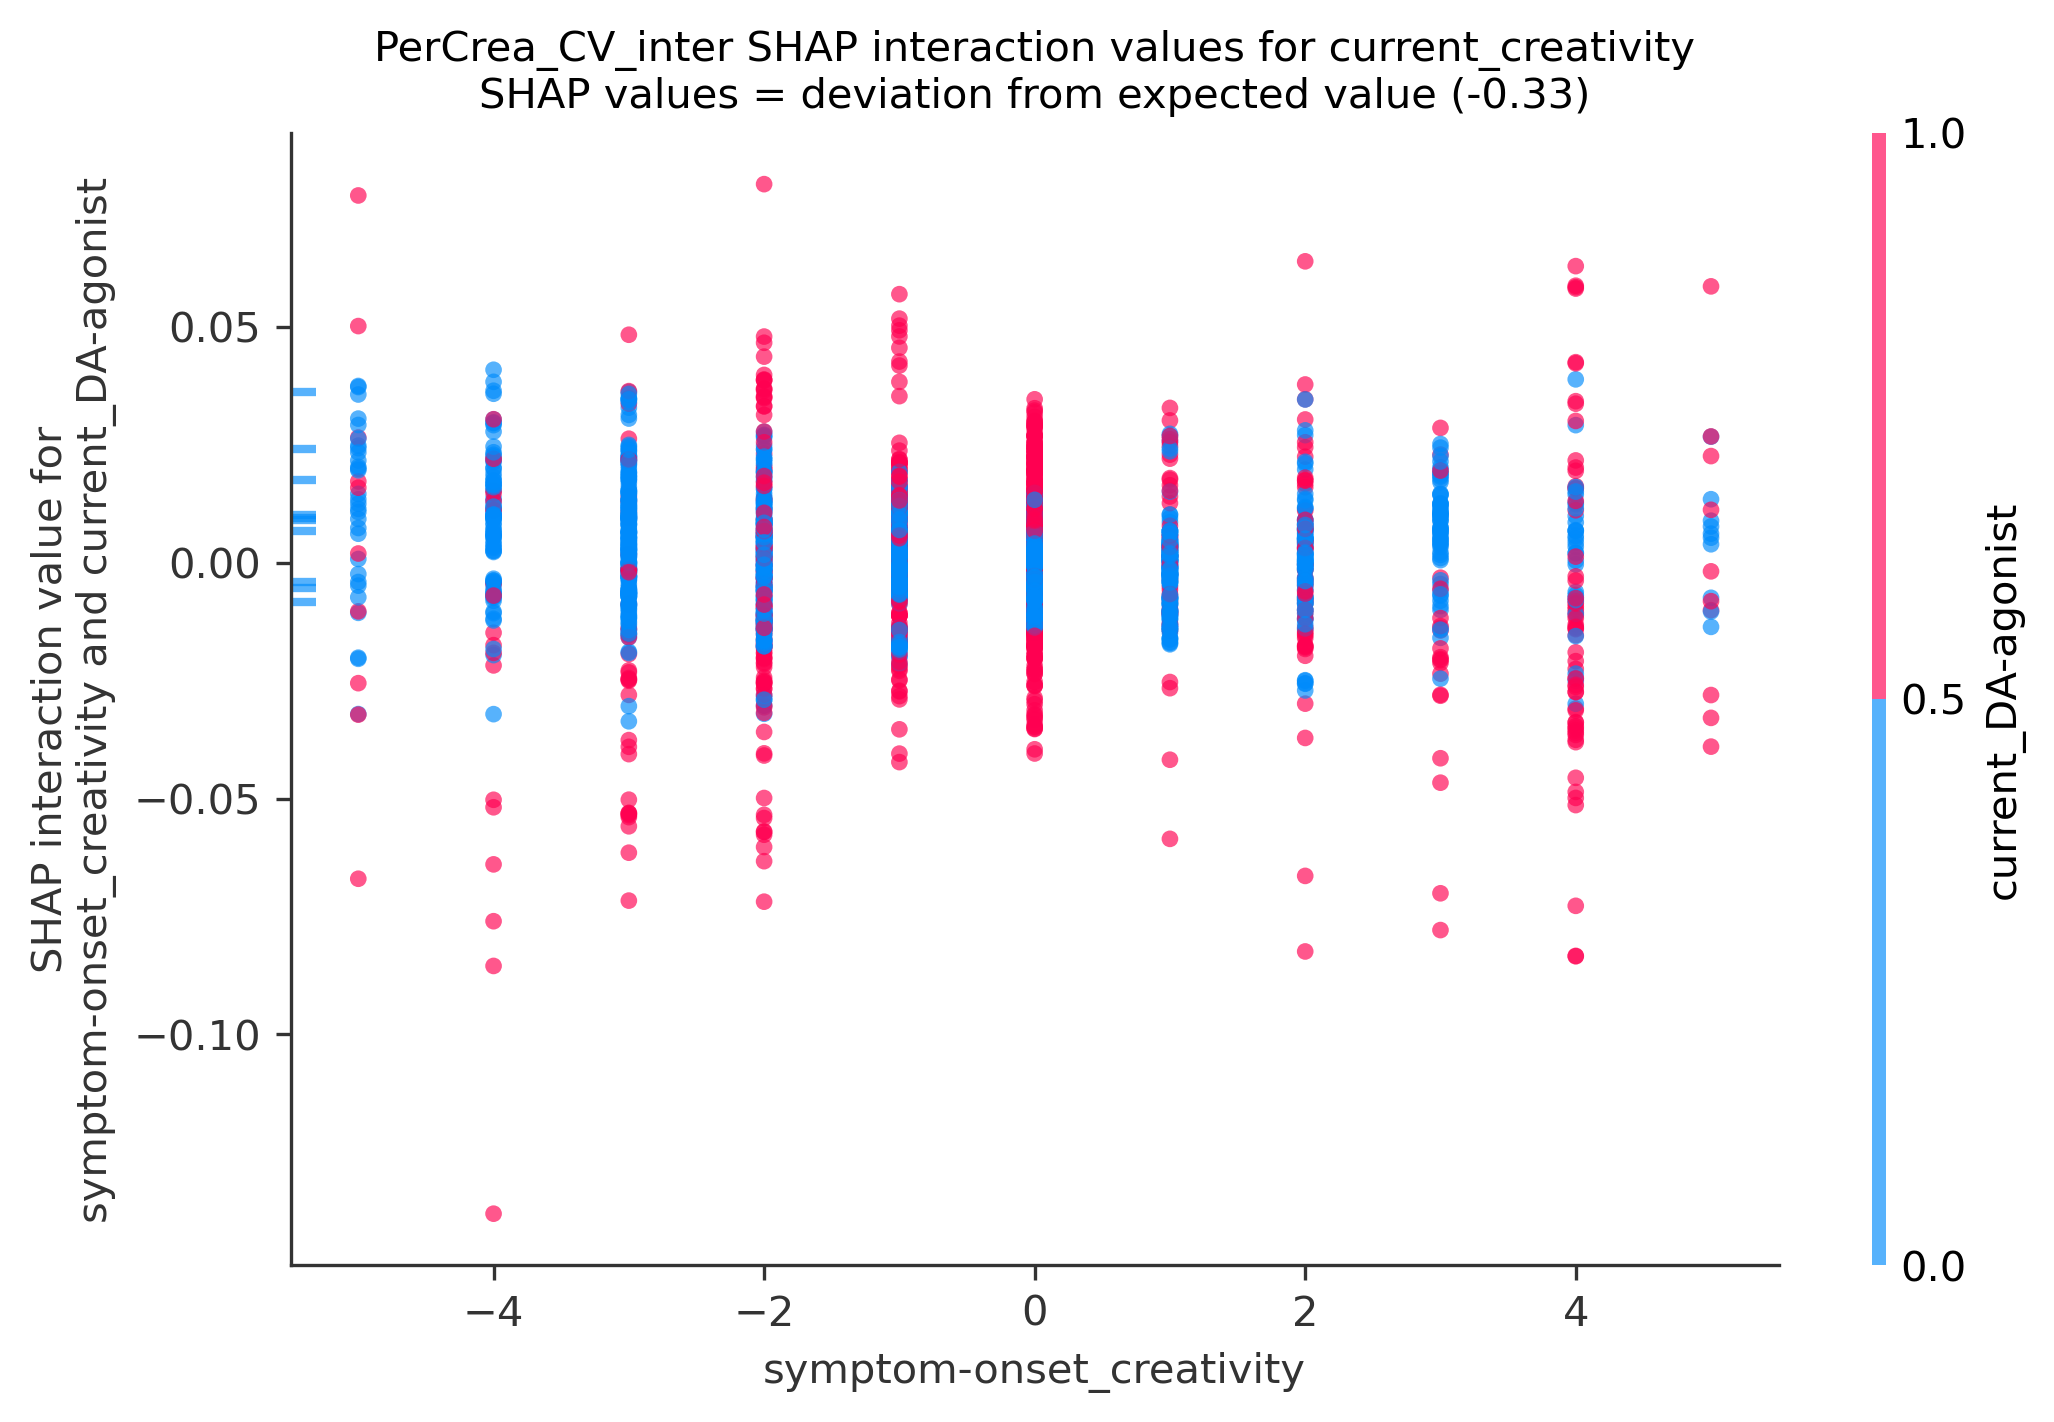 PerCrea_CV_inter SHAP interaction values for current_creativity
SHAP values = deviation from expected value (-0.33)
SHAP interaction value for
symptom-onset_creativity and current_DA-agonist
0.05
0.00
−0.05
−0.10
−4
−2
0
2
4
symptom-onset_creativity
1.0
0.5
0.0
current_DA-agonist